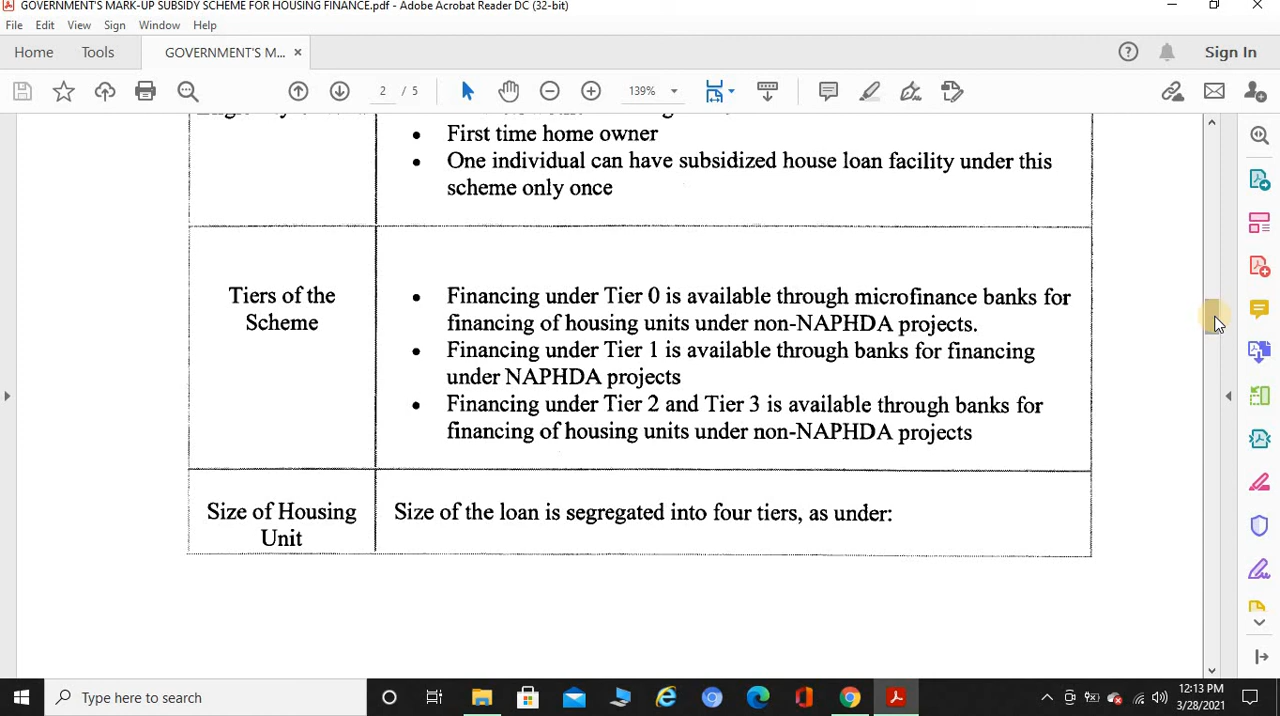 GOVERNMENT'S MARK-UP SUBSIDY SCHEME FOR HOUSING FINANCE.pdf - Adobe Acrobat Reader DC (32-bit)
File Edit View Sign Window Help
Home Tools GOVERNMENT'S M... × Sign In
2 / 5 139%
• First time home owner
• One individual can have subsidized house loan facility under this
scheme only once
Tiers of the
Scheme
• Financing under Tier 0 is available through microfinance banks for
financing of housing units under non-NAPHDA projects.
• Financing under Tier 1 is available through banks for financing
under NAPHDA projects
• Financing under Tier 2 and Tier 3 is available through banks for
financing of housing units under non-NAPHDA projects
Size of Housing
Unit
Size of the loan is segregated into four tiers, as under:
Type here to search
12:13 PM
3/28/2021